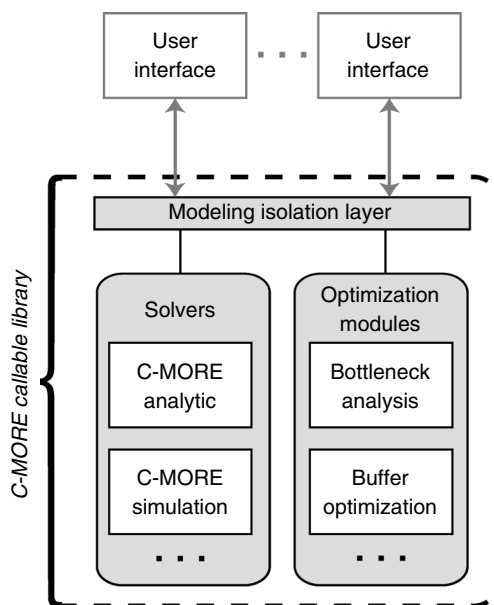 User
interface
. . .
User
interface
Modeling isolation layer
C-MORE callable library
Solvers
C-MORE
analytic
C-MORE
simulation
. . .
Optimization
modules
Bottleneck
analysis
Buffer
optimization
. . .